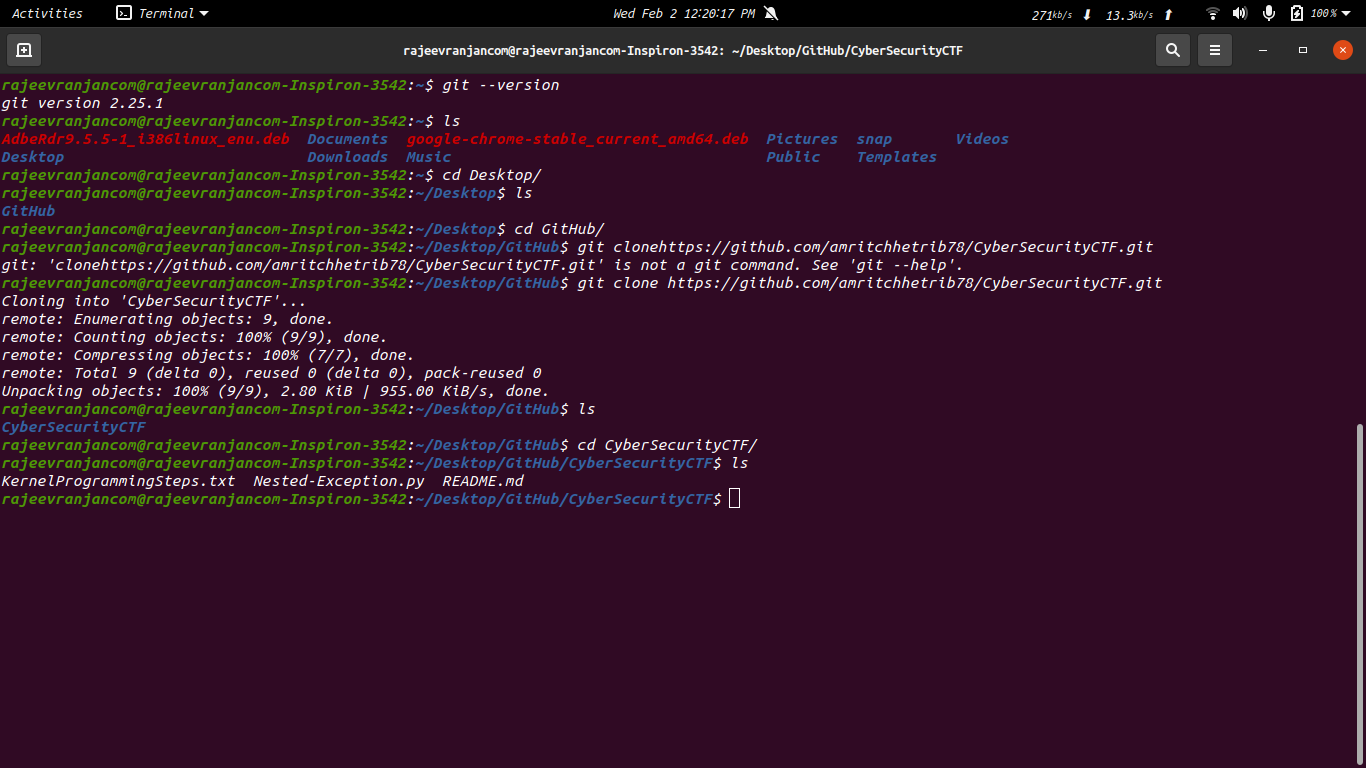 Activities Terminal Wed Feb 2 12:20:17 PM 271kb/s 13.3kb/s 100%
rajeevranjancom@rajeevranjancom-Inspiron-3542: ~/Desktop/GitHub/CyberSecurityCTF
rajeevranjancom@rajeevranjancom-Inspiron-3542:~$ git --version
git version 2.25.1
rajeevranjancom@rajeevranjancom-Inspiron-3542:~$ ls
AdbeRdr9.5.5-1_i386linux_enu.deb Documents google-chrome-stable_current_amd64.deb Pictures snap Videos
Desktop Downloads Music Public Templates
rajeevranjancom@rajeevranjancom-Inspiron-3542:~$ cd Desktop/
rajeevranjancom@rajeevranjancom-Inspiron-3542:~/Desktop$ ls
GitHub
rajeevranjancom@rajeevranjancom-Inspiron-3542:~/Desktop$ cd GitHub/
rajeevranjancom@rajeevranjancom-Inspiron-3542:~/Desktop/GitHub$ git clonehttps://github.com/amritchhetrib78/CyberSecurityCTF.git
git: 'clonehttps://github.com/amritchhetrib78/CyberSecurityCTF.git' is not a git command. See 'git --help'.
rajeevranjancom@rajeevranjancom-Inspiron-3542:~/Desktop/GitHub$ git clone https://github.com/amritchhetrib78/CyberSecurityCTF.git
Cloning into 'CyberSecurityCTF'...
remote: Enumerating objects: 9, done.
remote: Counting objects: 100% (9/9), done.
remote: Compressing objects: 100% (7/7), done.
remote: Total 9 (delta 0), reused 0 (delta 0), pack-reused 0
Unpacking objects: 100% (9/9), 2.80 KiB | 955.00 KiB/s, done.
rajeevranjancom@rajeevranjancom-Inspiron-3542:~/Desktop/GitHub$ ls
CyberSecurityCTF
rajeevranjancom@rajeevranjancom-Inspiron-3542:~/Desktop/GitHub$ cd CyberSecurityCTF/
rajeevranjancom@rajeevranjancom-Inspiron-3542:~/Desktop/GitHub/CyberSecurityCTF$ ls
KernelProgrammingSteps.txt Nested-Exception.py README.md
rajeevranjancom@rajeevranjancom-Inspiron-3542:~/Desktop/GitHub/CyberSecurityCTF$